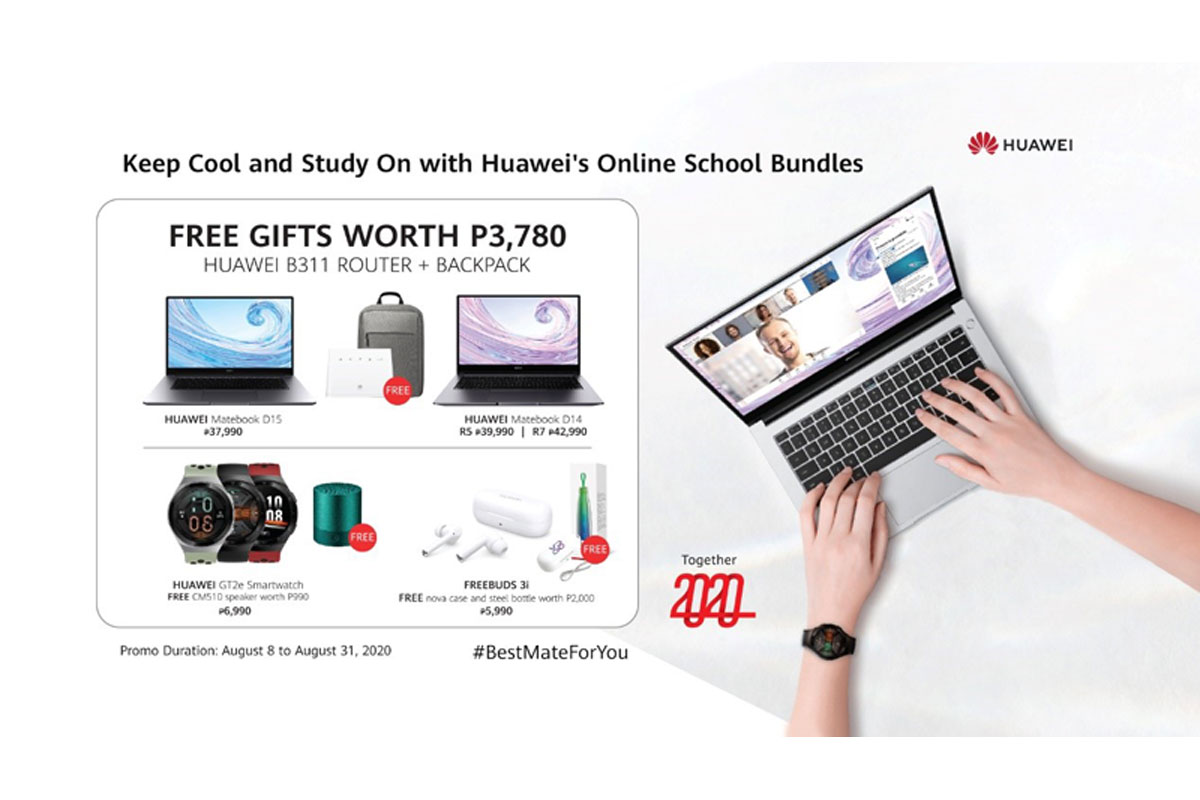 HUAWEI
Keep Cool and Study On with Huawei's Online School Bundles
FREE GIFTS WORTH P3,780
HUAWEI B311 ROUTER + BACKPACK
FREE
HUAWEI Matebook D15
₱37,990
HUAWEI Matebook D14
R5 ₱39,990 | R7 ₱42,990
FREE
HUAWEI GT2e Smartwatch
FREE CM510 speaker worth P990
₱6,990
FREE
FREEBUDS 3i
FREE nova case and steel bottle worth P2,000
₱5,990
Together
2020
Promo Duration: August 8 to August 31, 2020
#BestMateForYou